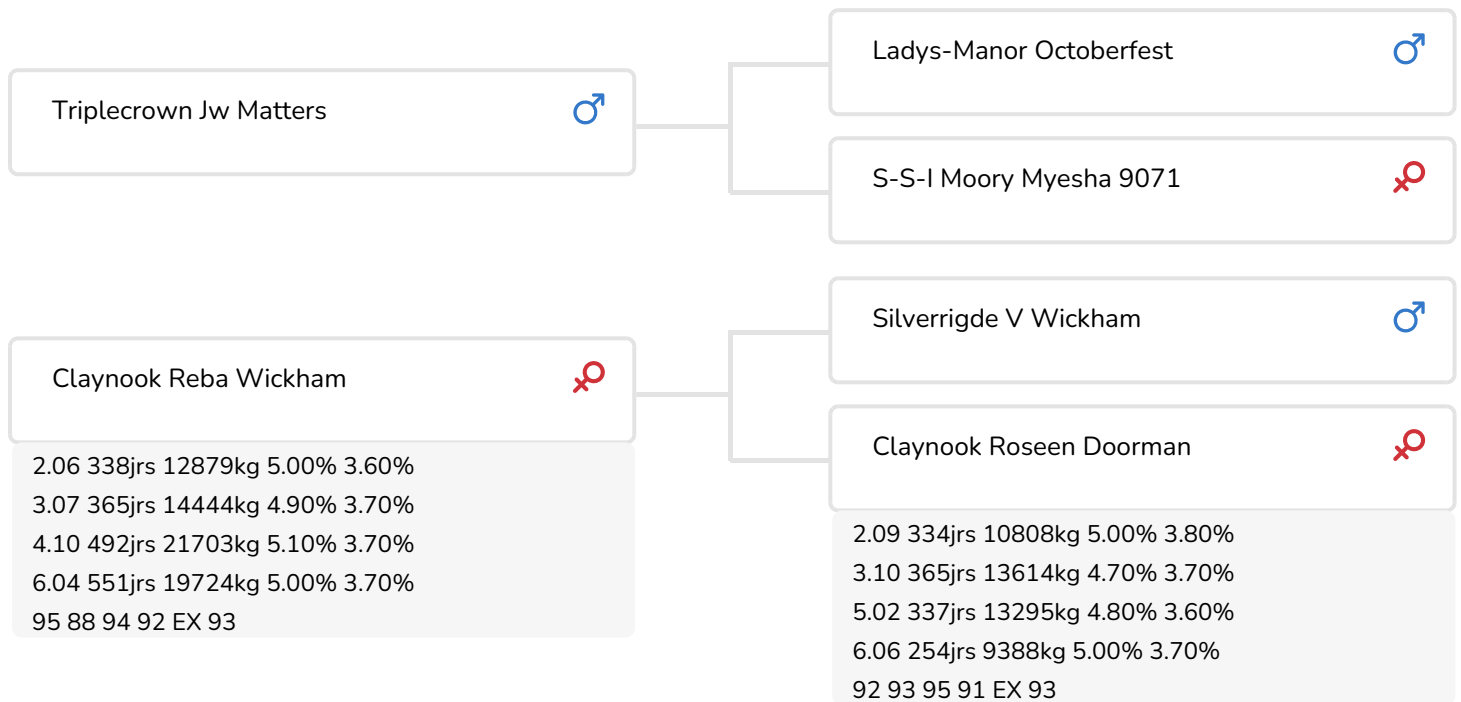 Triplecrown Jw Matters
Ladys-Manor Octoberfest
S-S-I Moory Myesha 9071
Claynook Reba Wickham
2.06 338jrs 12879kg 5.00% 3.60%
3.07 365jrs 14444kg 4.90% 3.70%
4.10 492jrs 21703kg 5.10% 3.70%
6.04 551jrs 19724kg 5.00% 3.70%
95 88 94 92 EX 93
Silverrigde V Wickham
Claynook Roseen Doorman
2.09 334jrs 10808kg 5.00% 3.80%
3.10 365jrs 13614kg 4.70% 3.70%
5.02 337jrs 13295kg 4.80% 3.60%
6.06 254jrs 9388kg 5.00% 3.70%
92 93 95 91 EX 93